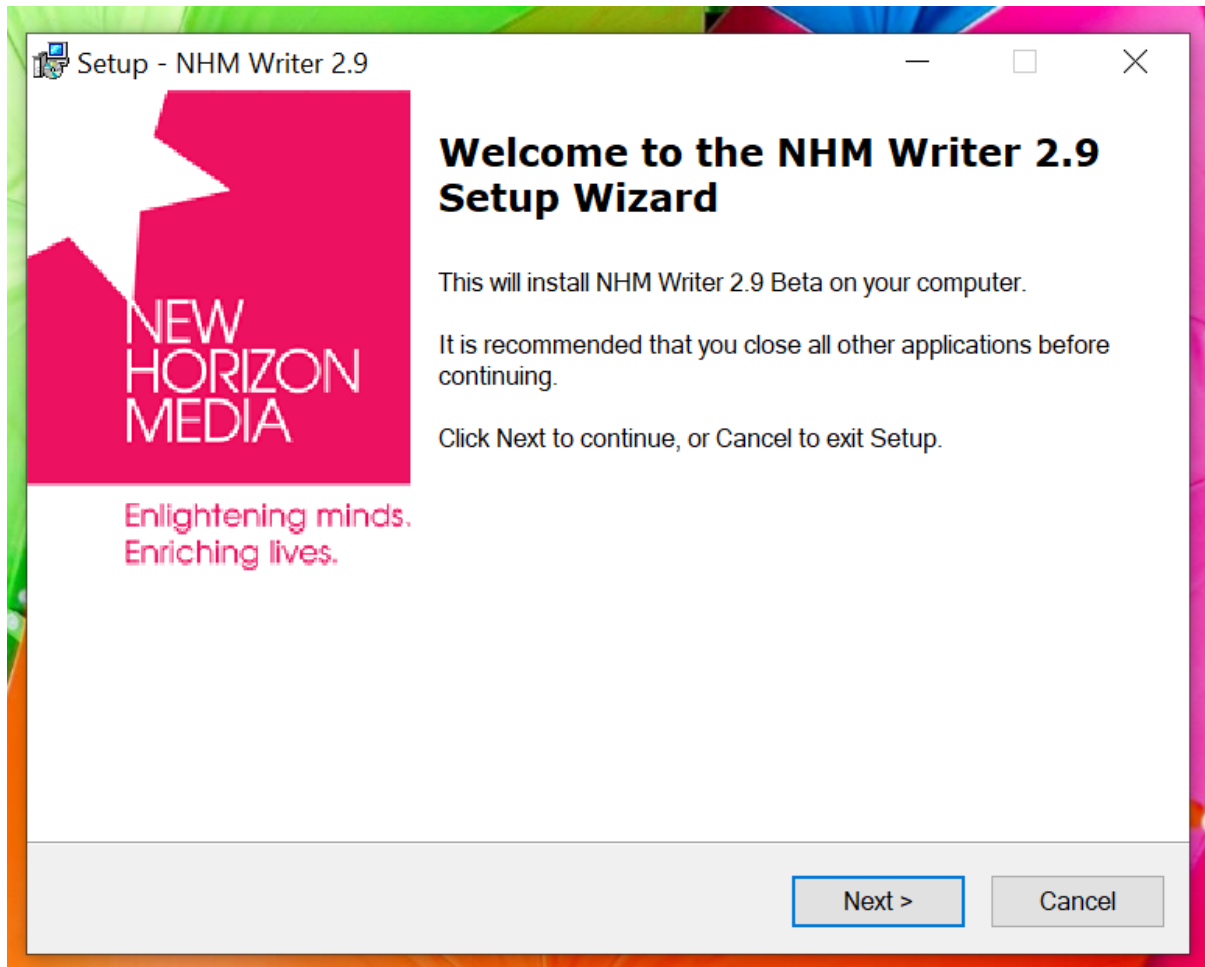 Setup - NHM Writer 2.9
NEW
HORIZON
MEDIA
Enlightening minds.
Enriching lives.
Welcome to the NHM Writer 2.9
Setup Wizard
This will install NHM Writer 2.9 Beta on your computer.
It is recommended that you close all other applications before
continuing.
Click Next to continue, or Cancel to exit Setup.
Next >
Cancel